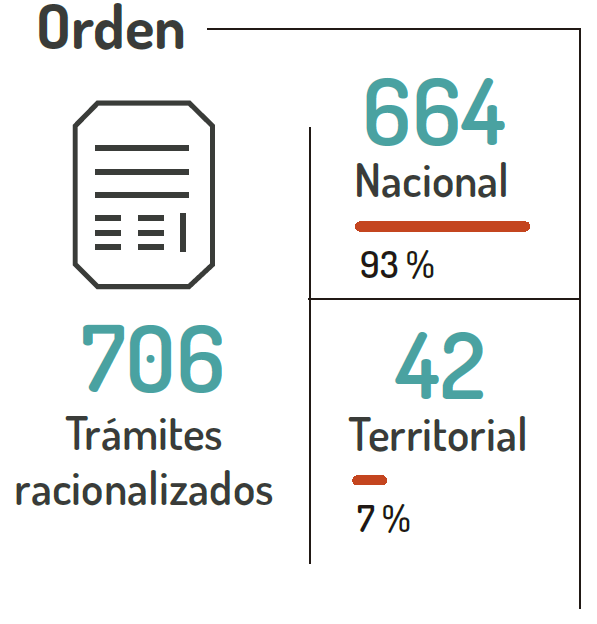 Orden
706
Trámites
racionalizados
664
Nacional
93 %
42
Territorial
7 %